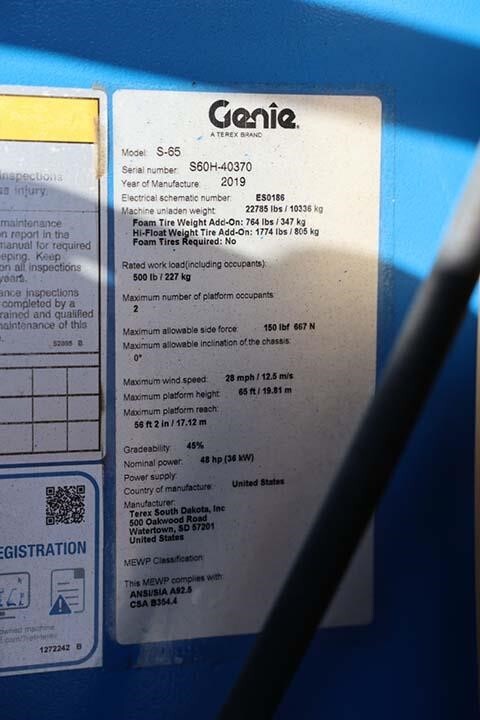 Genie
A TEREX BRAND
Model: S-65
Serial number: S60H-40370
Year of Manufacture: 2019
Electrical schematic number: ES0186
Machine unladen weight: 22785 lbs / 10336 kg
Foam Tire Weight Add-On: 764 lbs / 347 kg
Hi-Float Weight Tire Add-On: 1774 lbs / 805 kg
Foam Tires Required: No
Rated work load(including occupants):
500 lb / 227 kg
Maximum number of platform occupants:
2
Maximum allowable side force: 150 lbf 667 N
Maximum allowable inclination of the chassis:
0°
Maximum wind speed: 28 mph / 12.5 m/s
Maximum platform height: 65 ft / 19.81 m
Maximum platform reach:
56 ft 2 in / 17.12 m
Gradeability: 45%
Nominal power: 48 hp (36 kW)
Power supply:
Country of manufacture: United States
Manufacturer:
Terex South Dakota, Inc
500 Oakwood Road
Watertown, SD 57201
United States
MEWP Classification:
This MEWP complies with:
ANSI/SIA A92.5
CSA B354.4
nspections
injury.
maintenance
report in the
manual for required
eping. Keep
on all inspections
years.
ance inspections
completed by a
rained and qualified
maintenance of this
52895 B
EGISTRATION
owned machine
1272242 B